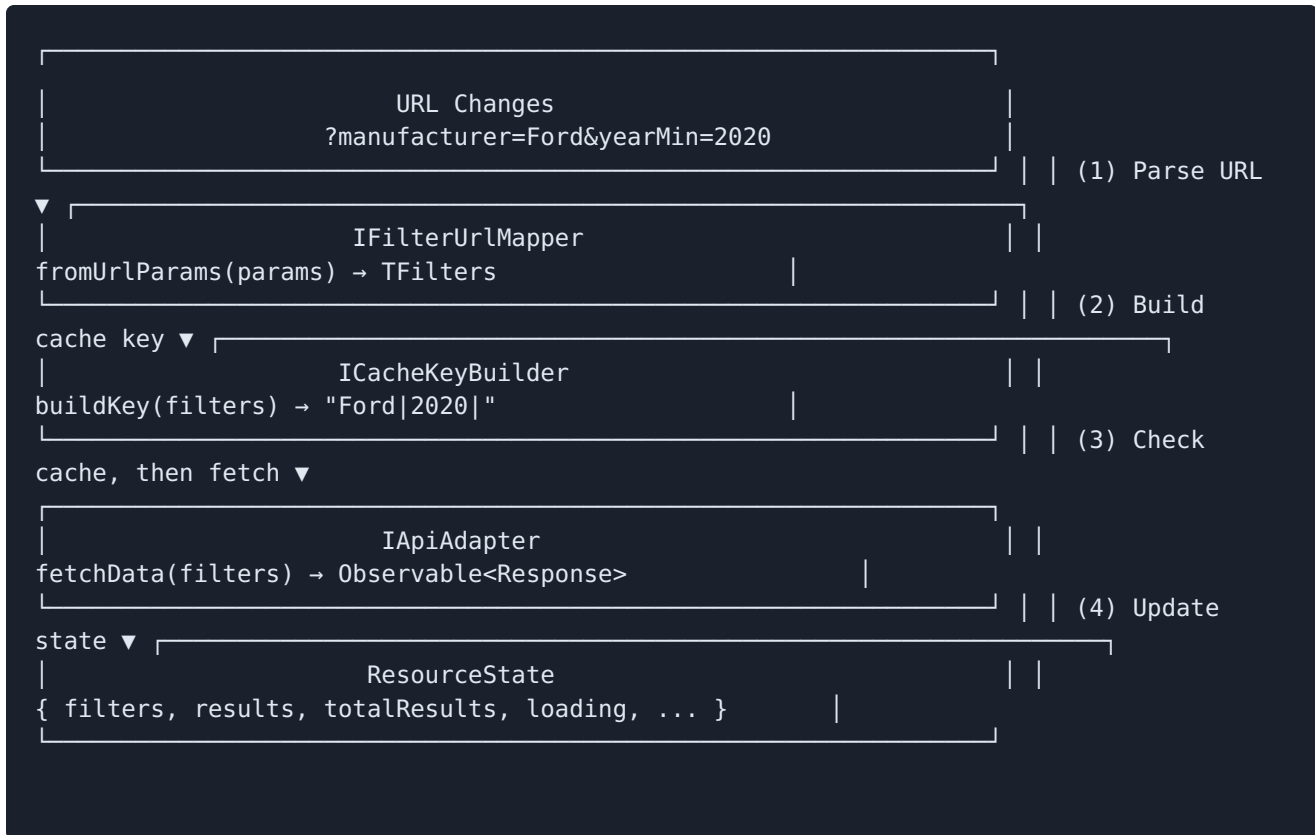 ┌─────────────────────────────────────────────────────────────────┐
│                        URL Changes                               │
│                   ?manufacturer=Ford&yearMin=2020                │
└─────────────────────────────────────────────────────────────────┘ │ │ (1) Parse URL
▼ ┌─────────────────────────────────────────────────────────────────┐
│                     IFilterUrlMapper                             │ │
fromUrlParams(params) → TFilters                    │
└─────────────────────────────────────────────────────────────────┘ │ │ (2) Build
cache key ▼ ┌─────────────────────────────────────────────────────────────────┐
│                    ICacheKeyBuilder                              │ │
buildKey(filters) → "Ford|2020|"                    │
└─────────────────────────────────────────────────────────────────┘ │ │ (3) Check
cache, then fetch ▼
┌─────────────────────────────────────────────────────────────────┐
│                       IApiAdapter                                │ │
fetchData(filters) → Observable<Response>                │
└─────────────────────────────────────────────────────────────────┘ │ │ (4) Update
state ▼ ┌─────────────────────────────────────────────────────────────────┐
│                      ResourceState                               │ │
{ filters, results, totalResults, loading, ... }       │
└─────────────────────────────────────────────────────────────────┘